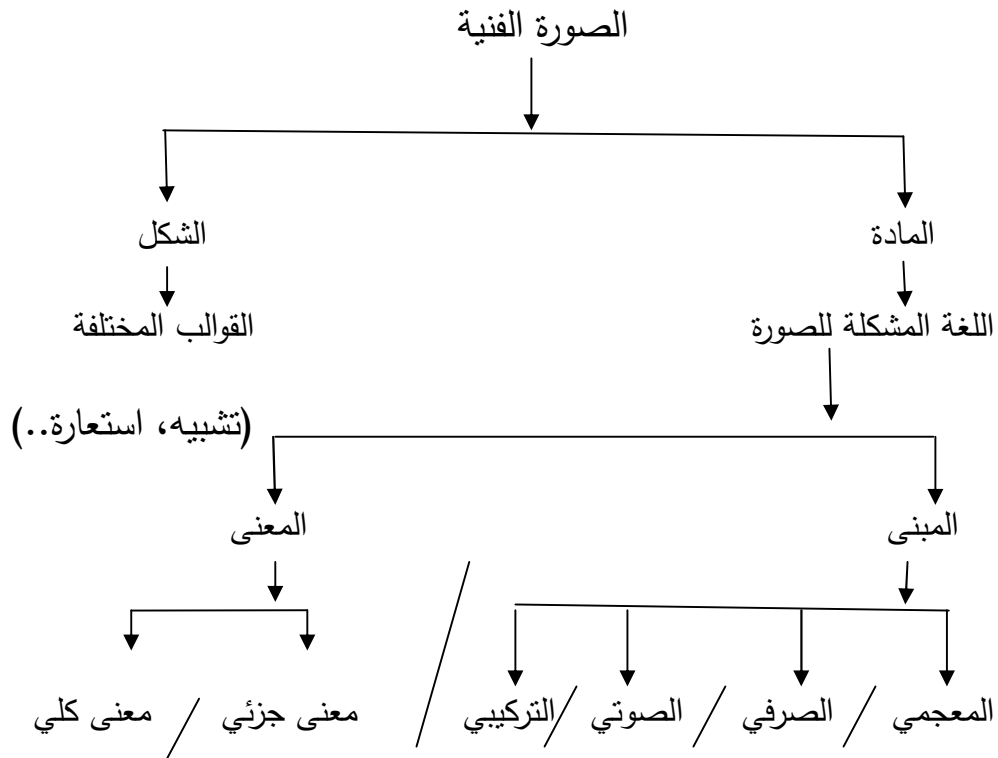 الصورة الفنية
المادة الشكل
اللغة المشكلة للصورة القوالب المختلفة
(تشبيه، استعارة..)
المبنى المعنى
المعجمي / الصرفي / الصوتي / التركيبي / معنى جزئي / معنى كلي